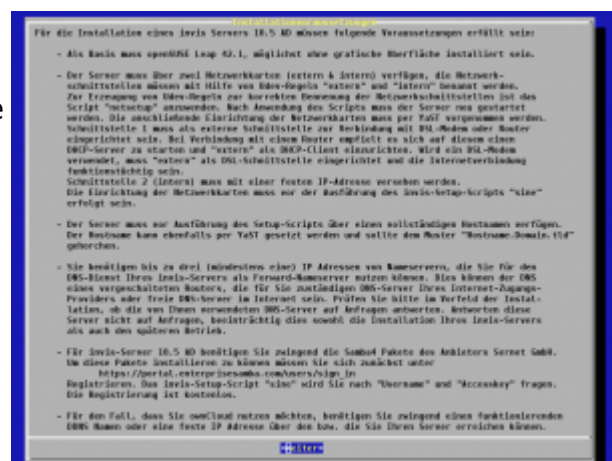 e
Installationsvoraussetzungen
Für die Installation eines invis Servers 10.5 AD müssen folgende Voraussetzungen erfüllt sein:
- Als Basis muss openSUSE Leap 42.1, möglichst ohne grafische Oberfläche installiert sein.
- Der Server muss über zwei Netzwerkkarten (extern & intern) verfügen, die Netzwerk-
schnittstellen müssen mit Hilfe von Udev-Regeln "extern" und "intern" benannt werden.
Zur Erzeugung von Udev-Regeln zur korrekten Benennung der Netzwerkschnittstellen ist das
Script "netsetup" anzuwenden. Nach Anwendung des Scripts muss der Server neu gestartet
werden. Die anschließende Einrichtung der Netzwerkkarten muss per YaST vorgenommen werden.
Schnittstelle 1 muss als externe Schnittstelle zur Verbindung mit DSL-Modem oder Router
eingerichtet sein. Bei Verbindung mit einem Router empfielt es sich auf diesem einen
DHCP-Server zu starten und "extern" als DHCP-Client einzurichten. Wird ein DSL-Modem
verwendet, muss "extern" als DSL-Schnittstelle eingerichtet und die Internetverbindung
funktionstüchtig sein.
Schnittstelle 2 (intern) muss mit einer festen IP-Adresse versehen werden.
Die Einrichtung der Netzwerkkarten muss vor der Ausführung des invis-Setup-Scripts "sine"
erfolgt sein.
- Der Server muss vor Ausführung des Setup-Scripts über einen vollständigen Hostnamen verfügen.
Der Hostname kann ebenfalls per YaST gesetzt werden und sollte dem Muster "Hostname.Domain.tld"
gehorchen.
- Sie benötigen bis zu drei (mindestens eine) IP Adressen von Nameservern, die Sie für den
DNS-Dienst Ihres invis-Servers als Forward-Nameserver nutzen können. Dies können der DNS
eines vorgeschalteten Routers, die für Sie zuständigen DNS-Server Ihres Internet-Zugangs-
Providers oder freie DNS-Server im Internet sein. Prüfen Sie bitte im Vorfeld der Instal-
lation, ob die von Ihnen verwendeten DNS-Server auf Anfragen antworten. Antworten diese
Server nicht auf Anfragen, beeinträchtig dies sowohl die Installation Ihres invis-Servers
als auch den späteren Betrieb.
- Für invis-Server 10.5 AD benötigen Sie zwingend die Samba4 Pakete des Anbieters Sernet GmbH.
Um diese Pakete installieren zu können müssen Sie sich zunächst unter
https://portal.enterprisesamba.com/users/sign_in
Registrieren. Das invis-Setup-Script "sine" wird Sie nach "Username" und "Accesskey" fragen.
Die Registrierung ist kostenlos.
- Für den Fall, dass Sie ownCloud nutzen möchten, benötigen Sie zwingend einen funktionierenden
DDNS Namen oder eine feste IP Adresse über den bzw. die Sie Ihren Server erreichen können.
Weitere